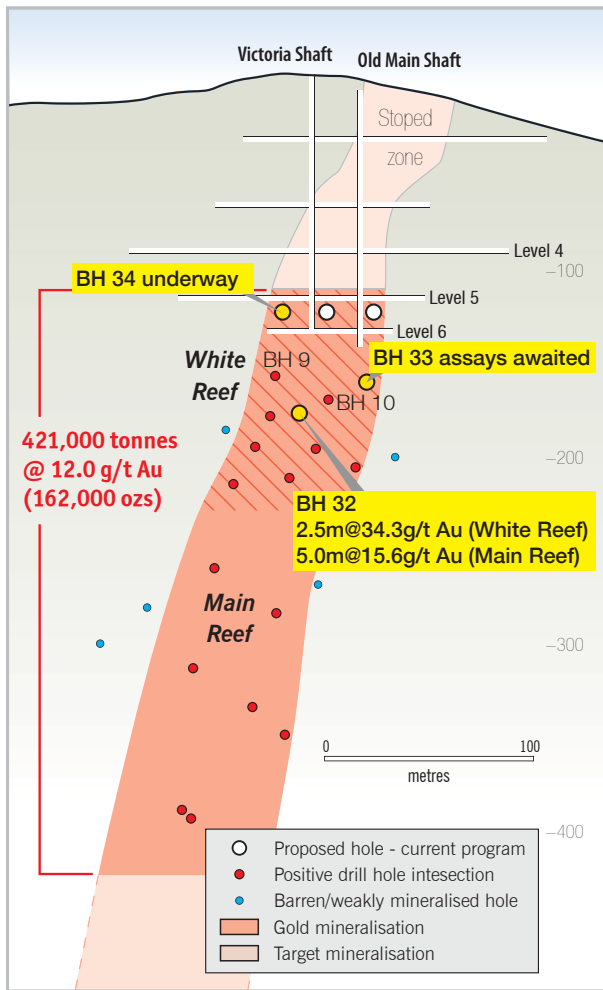 Victoria Shaft
Old Main Shaft
Stoped
zone
Level 4
–100
BH 34 underway
Level 5
Level 6
BH 9
White
Reef
BH 33 assays awaited
BH 10
421,000 tonnes
@ 12.0 g/t Au
(162,000 ozs)
–200
BH 32
2.5m@34.3g/t Au (White Reef)
5.0m@15.6g/t Au (Main Reef)
Main
Reef
–300
0
100
metres
–400
Proposed hole - current program
Positive drill hole intesection
Barren/weakly mineralised hole
Gold mineralisation
Target mineralisation